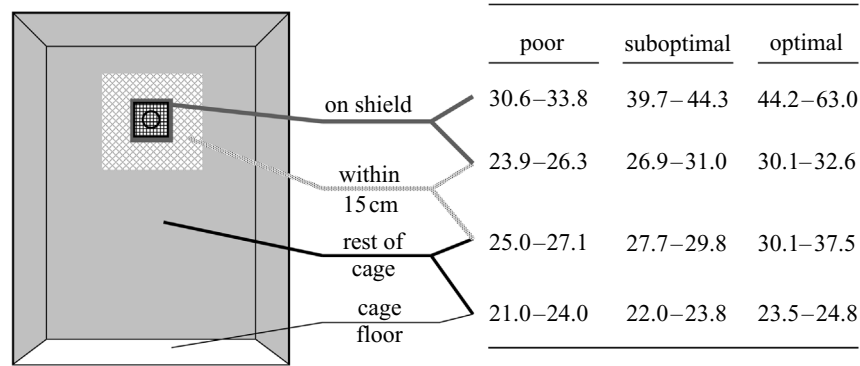 poor suboptimal optimal
on shield 30.6–33.8 39.7–44.3 44.2–63.0
23.9–26.3 26.9–31.0 30.1–32.6
within
15 cm
25.0–27.1 27.7–29.8 30.1–37.5
rest of
cage
cage 21.0–24.0 22.0–23.8 23.5–24.8
floor